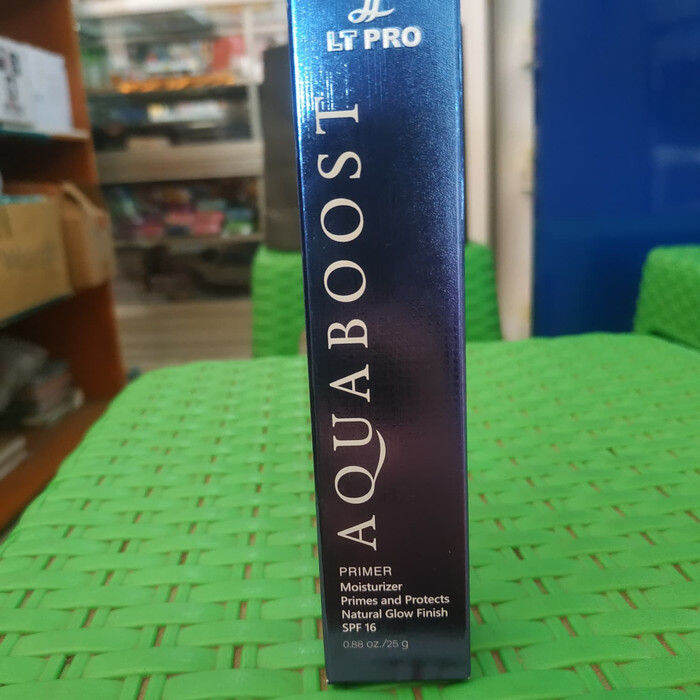 LT PRO
AQUABOOST
PRIMER
Moisturizer
Primes and Protects
Natural Glow Finish
SPF 16
0.88 oz./25 g